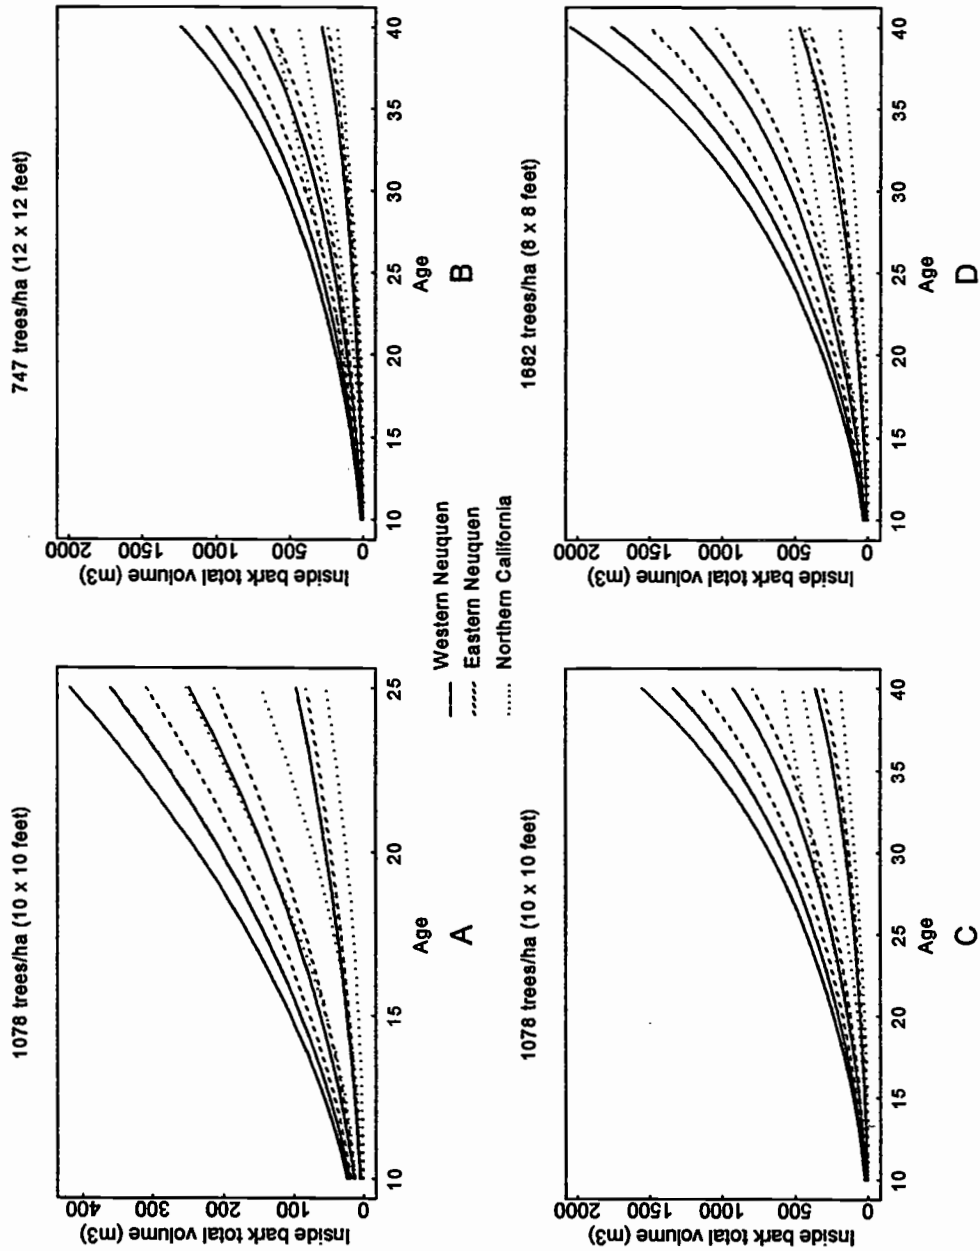 1078 trees/ha (10 x 10 feet)
Inside bark total volume (m3)
400
300
200
100
0
10
15
20
25
Age
A
747 trees/ha (12 x 12 feet)
Inside bark total volume (m3)
2000
1500
1000
500
0
10
15
20
25
30
35
40
Age
B
Western Neuquen
Eastern Neuquen
Northern California
1078 trees/ha (10 x 10 feet)
Inside bark total volume (m3)
2000
1500
1000
500
0
10
15
20
25
30
35
40
Age
C
1682 trees/ha (8 x 8 feet)
Inside bark total volume (m3)
2000
1500
1000
500
0
10
15
20
25
30
35
40
Age
D